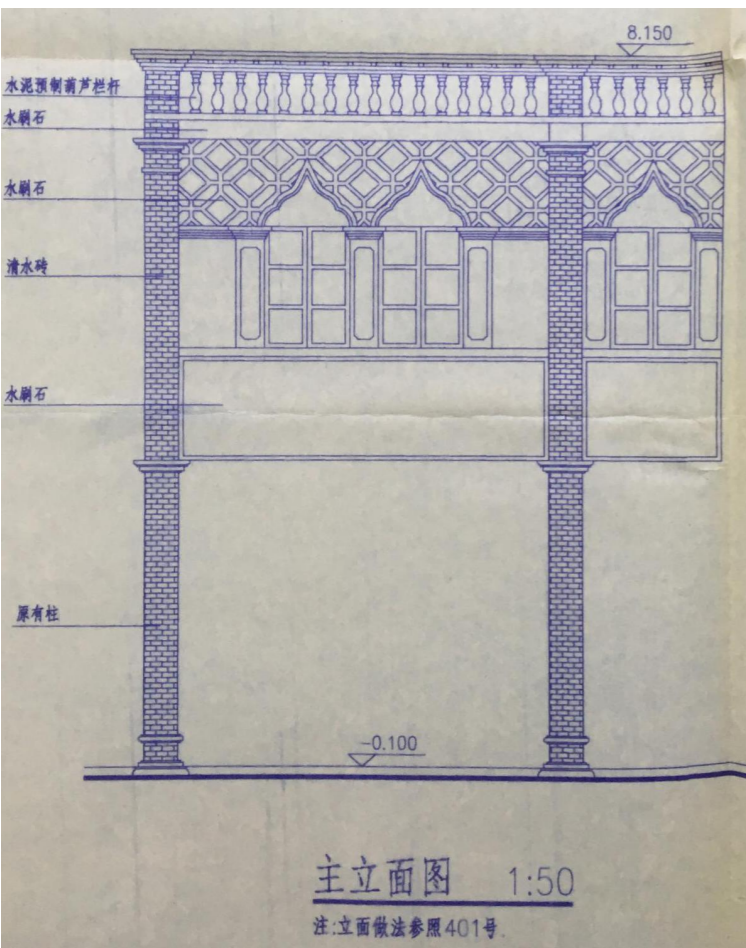 8.150
水泥预制葫芦栏杆
水刷石
水刷石
清水砖
水刷石
原有柱
-0.100
主立面图 1:50
注:立面做法参照401号.